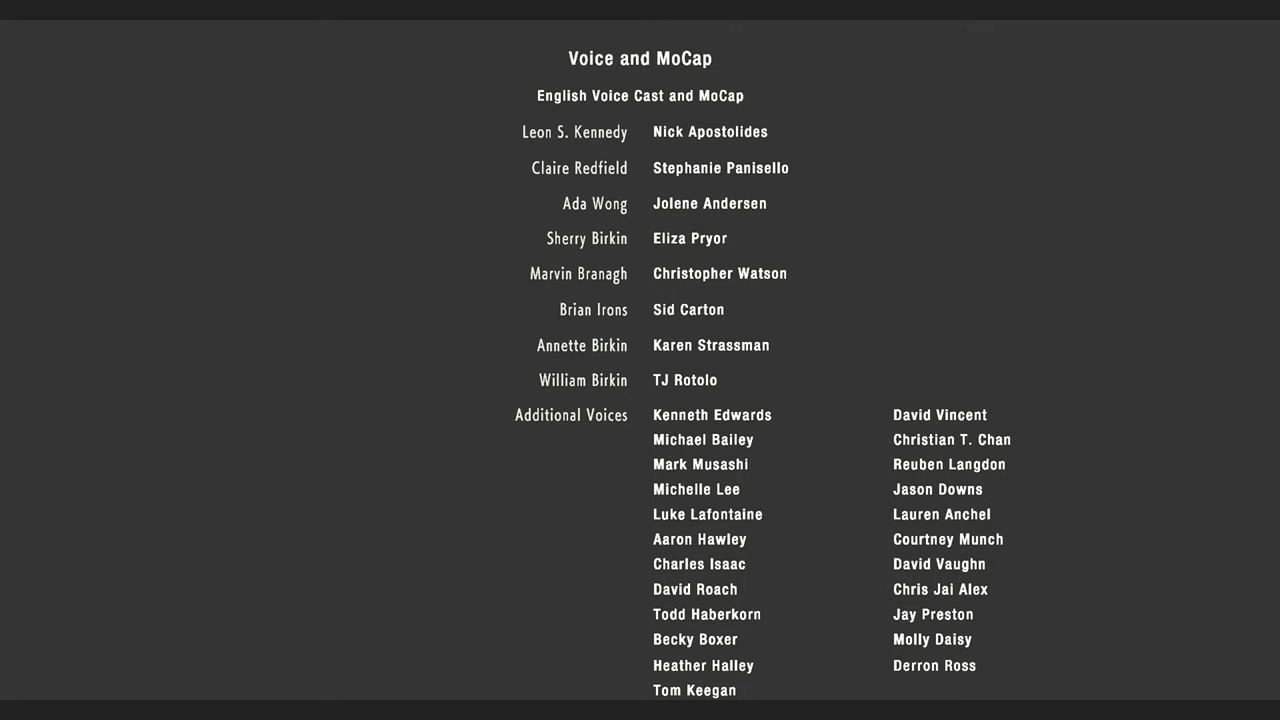 Voice and MoCap
English Voice Cast and MoCap
Leon S. Kennedy Nick Apostolides
Claire Redfield Stephanie Panisello
Ada Wong Jolene Andersen
Sherry Birkin Eliza Pryor
Marvin Branagh Christopher Watson
Brian Irons Sid Carton
Annette Birkin Karen Strassman
William Birkin TJ Rotolo
Additional Voices Kenneth Edwards David Vincent
Michael Bailey Christian T. Chan
Mark Musashi Reuben Langdon
Michelle Lee Jason Downs
Luke Lafontaine Lauren Anchel
Aaron Hawley Courtney Munch
Charles Isaac David Vaughn
David Roach Chris Jai Alex
Todd Haberkorn Jay Preston
Becky Boxer Molly Daisy
Heather Halley Derron Ross
Tom Keegan